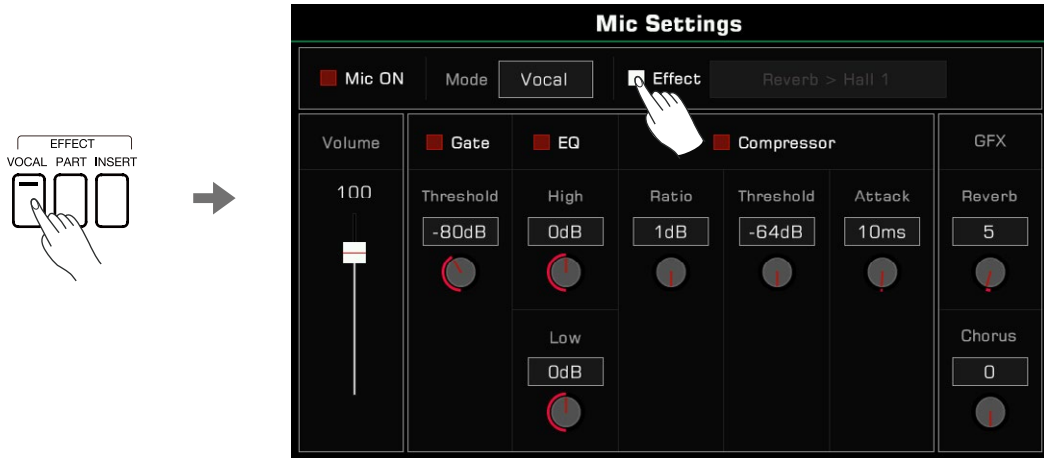 EFFECT
VOCAL PART INSERT
Mic Settings
Mic ON Mode Vocal Effect Reverb > Hall 1
Volume Gate EQ Compressor GFX
100 Threshold High Ratio Threshold Attack Reverb
-80dB 0dB 1dB -64dB 10ms 5
Low Chorus
0dB 0